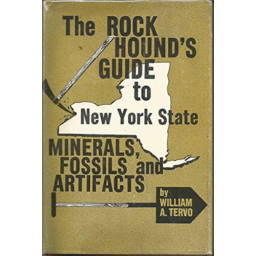 The ROCK
HOUND'S
GUIDE
to
New York State
MINERALS,
FOSSILS and
ARTIFACTS
by
WILLIAM
A. TERVO